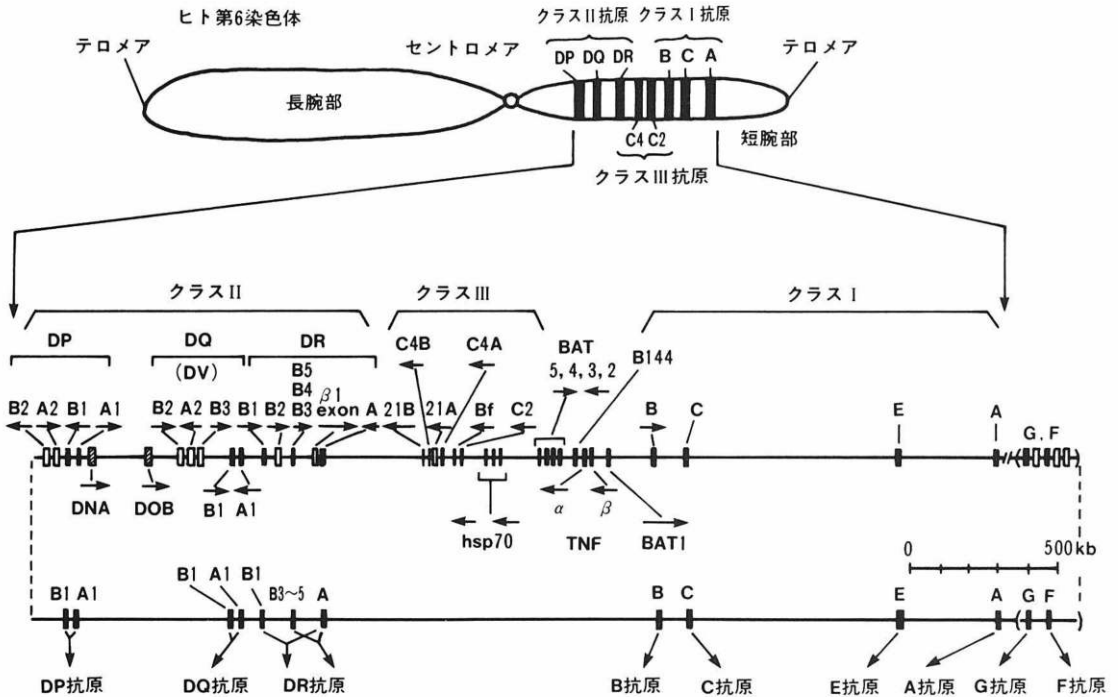 ヒト第6染色体
クラスII抗原 クラスI抗原
テロメア セントロメア DP DQ DR B C A テロメア
長腕部
C4 C2 短腕部
クラスIII抗原
クラスII クラスIII クラスI
DP DQ DR C4B C4A BAT B144
(DV) B5 5, 4, 3, 2
B4 β1
B2 A2 B1 A1 B2 A2 B3 B1 B2 B3 exon A 21B 21A Bf C2 B C E A G, F
DNA DOB B1 A1 α β
hsp70 TNF BAT1
0 500kb
B1 A1 B1 A1 B1 B3~5 A B C E A G F
DP抗原 DQ抗原 DR抗原 B抗原 C抗原 E抗原 A抗原 G抗原 F抗原